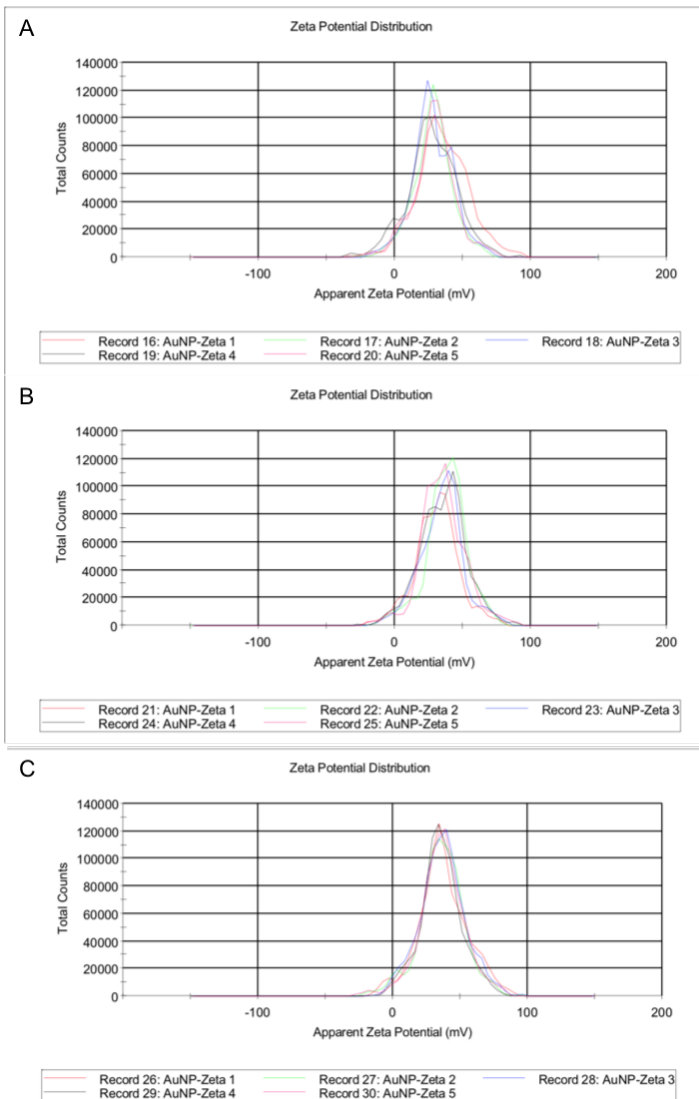 A
Zeta Potential Distribution
140000
120000
100000
80000
60000
40000
20000
0
Total Counts
-100 0 100 200
Apparent Zeta Potential (mV)
Record 16: AuNP-Zeta 1 Record 17: AuNP-Zeta 2 Record 18: AuNP-Zeta 3
Record 19: AuNP-Zeta 4 Record 20: AuNP-Zeta 5
B
Zeta Potential Distribution
140000
120000
100000
80000
60000
40000
20000
0
Total Counts
-100 0 100 200
Apparent Zeta Potential (mV)
Record 21: AuNP-Zeta 1 Record 22: AuNP-Zeta 2 Record 23: AuNP-Zeta 3
Record 24: AuNP-Zeta 4 Record 25: AuNP-Zeta 5
C
Zeta Potential Distribution
140000
120000
100000
80000
60000
40000
20000
0
Total Counts
-100 0 100 200
Apparent Zeta Potential (mV)
Record 26: AuNP-Zeta 1 Record 27: AuNP-Zeta 2 Record 28: AuNP-Zeta 3
Record 29: AuNP-Zeta 4 Record 30: AuNP-Zeta 5